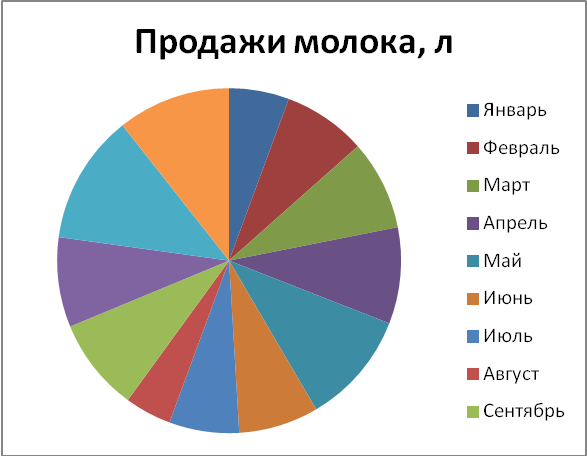 Продажи молока, л
Январь
Февраль
Март
Апрель
Май
Июнь
Июль
Август
Сентябрь